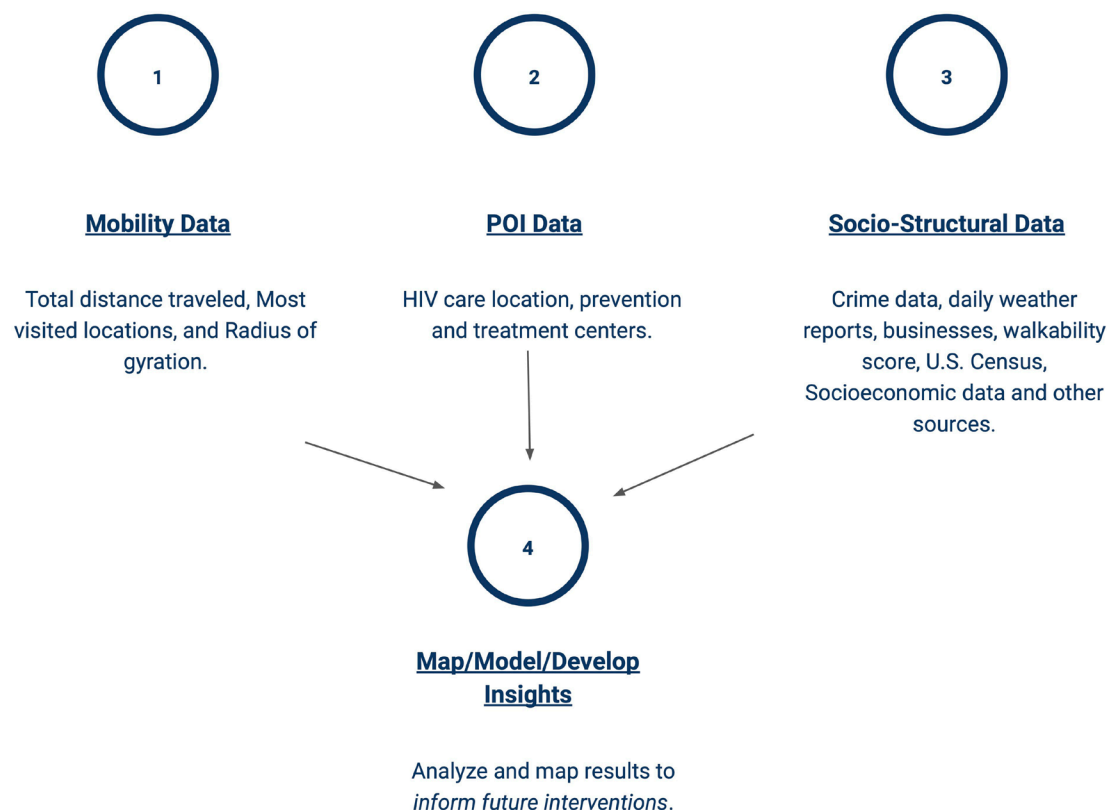 1
2
3
Mobility Data
POI Data
Socio-Structural Data
Total distance traveled, Most
visited locations, and Radius of
gyration.
HIV care location, prevention
and treatment centers.
Crime data, daily weather
reports, businesses, walkability
score, U.S. Census,
Socioeconomic data and other
sources.
4
Map/Model/Develop
Insights
Analyze and map results to
inform future interventions.